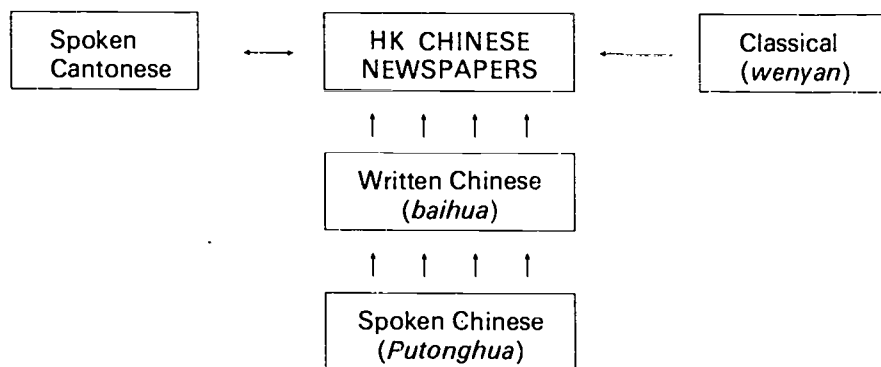 Spoken
Cantonese
HK CHINESE
NEWSPAPERS
Classical
(wenyan)
Written Chinese
(baihua)
Spoken Chinese
(Putonghua)